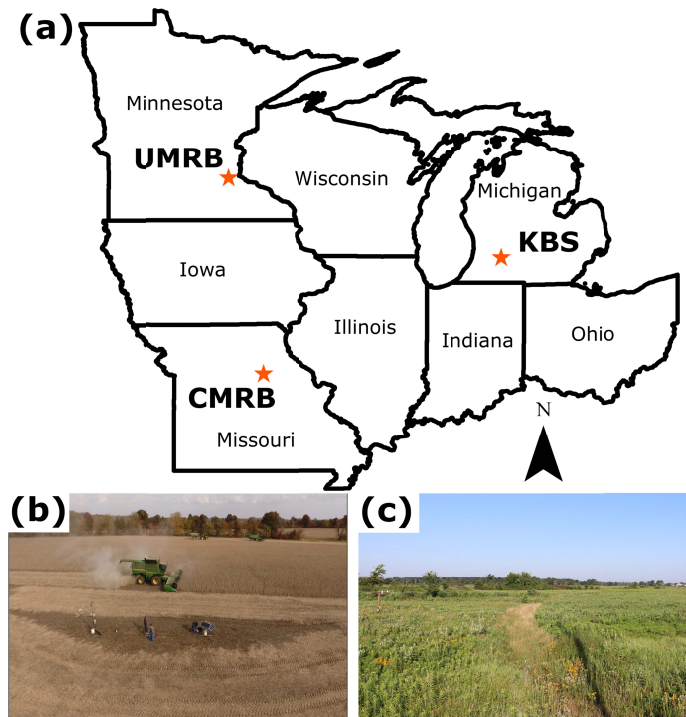 (a)
Minnesota
UMRB
Wisconsin
Michigan
KBS
Iowa
Illinois
Indiana
Ohio
CMRB
Missouri
N
(b)
(c)